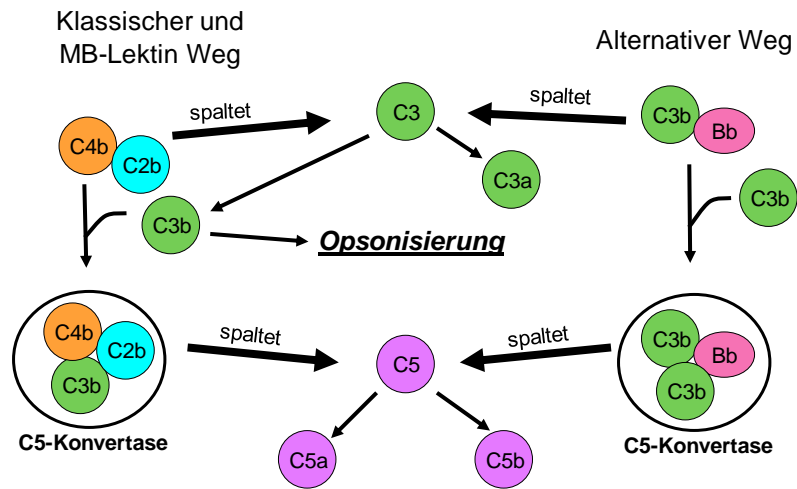 Klassischer und
MB-Lektin Weg
Alternativer Weg
spaltet
C3
spaltet
C3b
Bb
C4b
C2b
C3a
C3b
C3b
Opsonisierung
C4b
C2b
C3b
spaltet
C5
spaltet
C3b
Bb
C3b
C5-Konvertase
C5-Konvertase
C5a
C5b